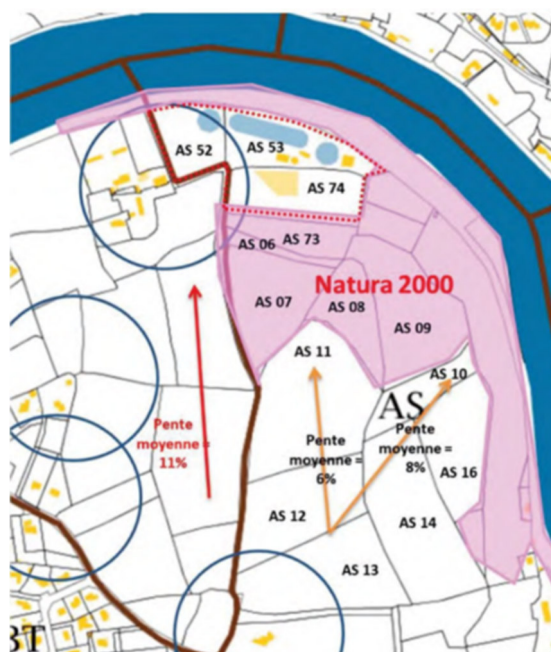 AS 52
AS 53
AS 74
AS 06
AS 73
Natura 2000
AS 07
AS 08
AS 09
AS 11
AS 10
AS
Pente
moyenne =
11%
Pente
moyenne =
6%
Pente
moyenne =
8%
AS 16
AS 12
AS 14
AS 13
BT